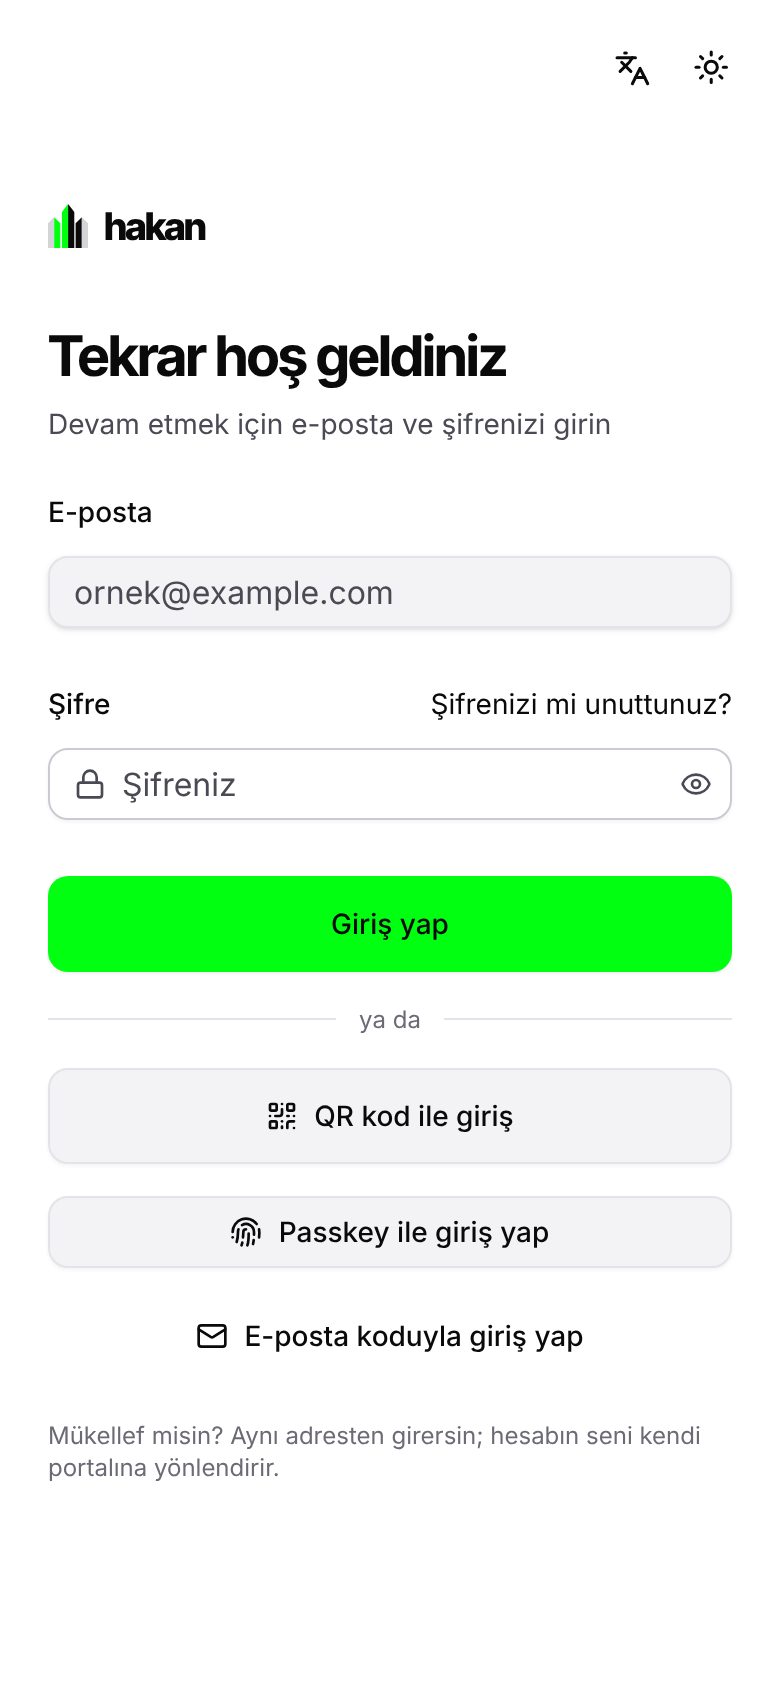 hakan
Tekrar hoş geldiniz
Devam etmek için e-posta ve şifrenizi girin
E-posta
ornek@example.com
Şifre
Şifrenizi mi unuttunuz?
Şifreniz
Giriş yap
ya da
QR kod ile giriş
Passkey ile giriş yap
E-posta koduyla giriş yap
Mükellef misin? Aynı adresten girersin; hesabın seni kendi
portalına yönlendirir.